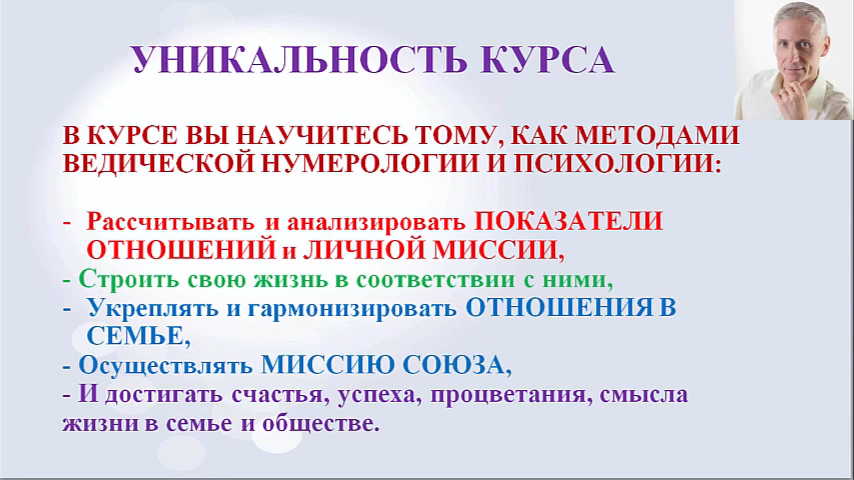 УНИКАЛЬНОСТЬ КУРСА
В КУРСЕ ВЫ НАУЧИТЕСЬ ТОМУ, КАК МЕТОДАМИ
ВЕДИЧЕСКОЙ НУМЕРОЛОГИИ И ПСИХОЛОГИИ:
- Рассчитывать и анализировать ПОКАЗАТЕЛИ
ОТНОШЕНИЙ и ЛИЧНОЙ МИССИИ,
- Строить свою жизнь в соответствии с ними,
- Укреплять и гармонизировать ОТНОШЕНИЯ В
СЕМЬЕ,
- Осуществлять МИССИЮ СОЮЗА,
- И достигать счастья, успеха, процветания, смысла
жизни в семье и обществе.